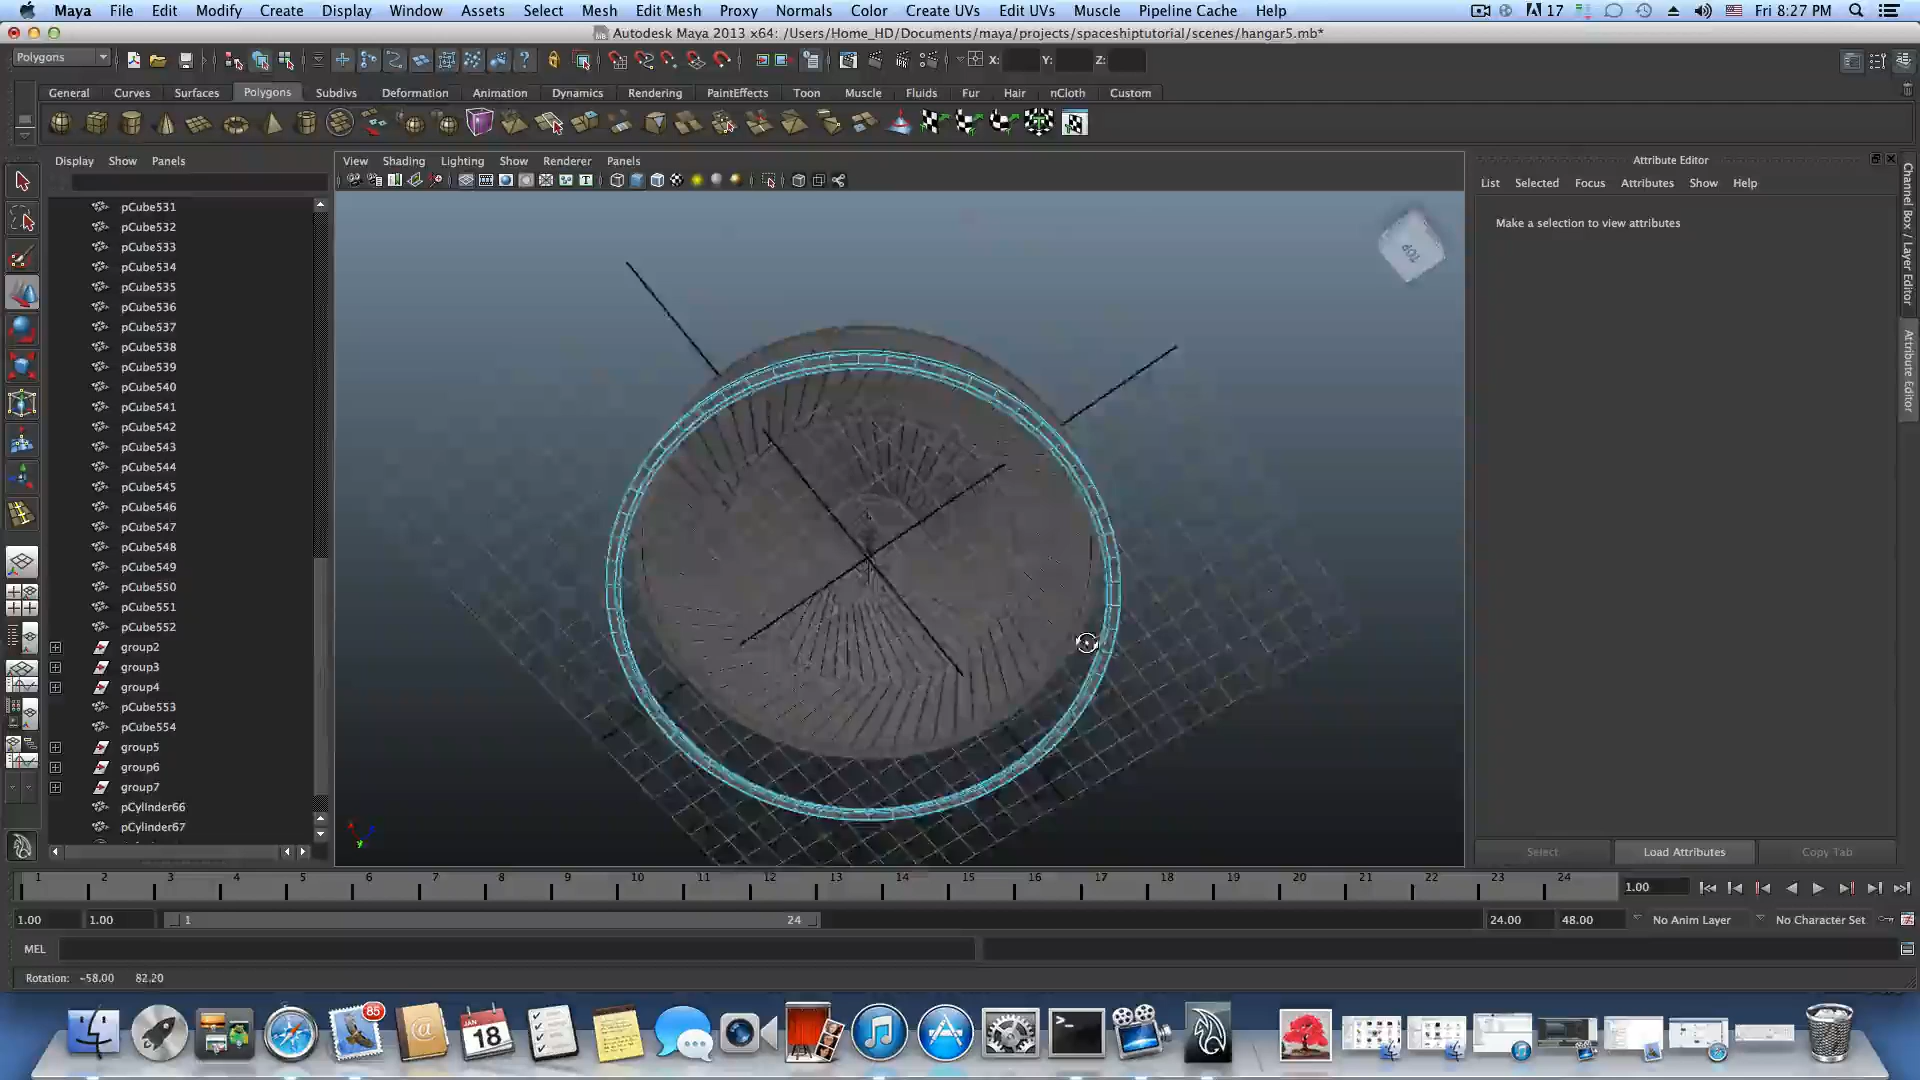 Maya File Edit Modify Create Display Window Assets Select Mesh Edit Mesh Proxy Normals Color Create UVs Edit UVs Muscle Pipeline Cache Help 17 Fri 8:27 PM
Autodesk Maya 2013 x64: /Users/Home_HD/Documents/maya/projects/spaceshiptutorial/scenes/hangar5.mb*
Polygons X: Y: Z:
General Curves Surfaces Polygons Subdivs Deformation Animation Dynamics Rendering PaintEffects Toon Muscle Fluids Fur Hair nCloth Custom
Display Show Panels
View Shading Lighting Show Renderer Panels
Attribute Editor
List Selected Focus Attributes Show Help
Make a selection to view attributes
Channel Box / Layer Editor
Attribute Editor
TOP
pCube531
pCube532
pCube533
pCube534
pCube535
pCube536
pCube537
pCube538
pCube539
pCube540
pCube541
pCube542
pCube543
pCube544
pCube545
pCube546
pCube547
pCube548
pCube549
pCube550
pCube551
pCube552
group2
group3
group4
pCube553
pCube554
group5
group6
group7
pCylinder66
pCylinder67
y
Select Load Attributes Copy Tab
1 2 3 4 5 6 7 8 9 10 11 12 13 14 15 16 17 18 19 20 21 22 23 24 1.00
1.00 1.00 1 24 24.00 48.00 No Anim Layer No Character Set
MEL
Rotation: -58.00 82.20
85
JAN
18